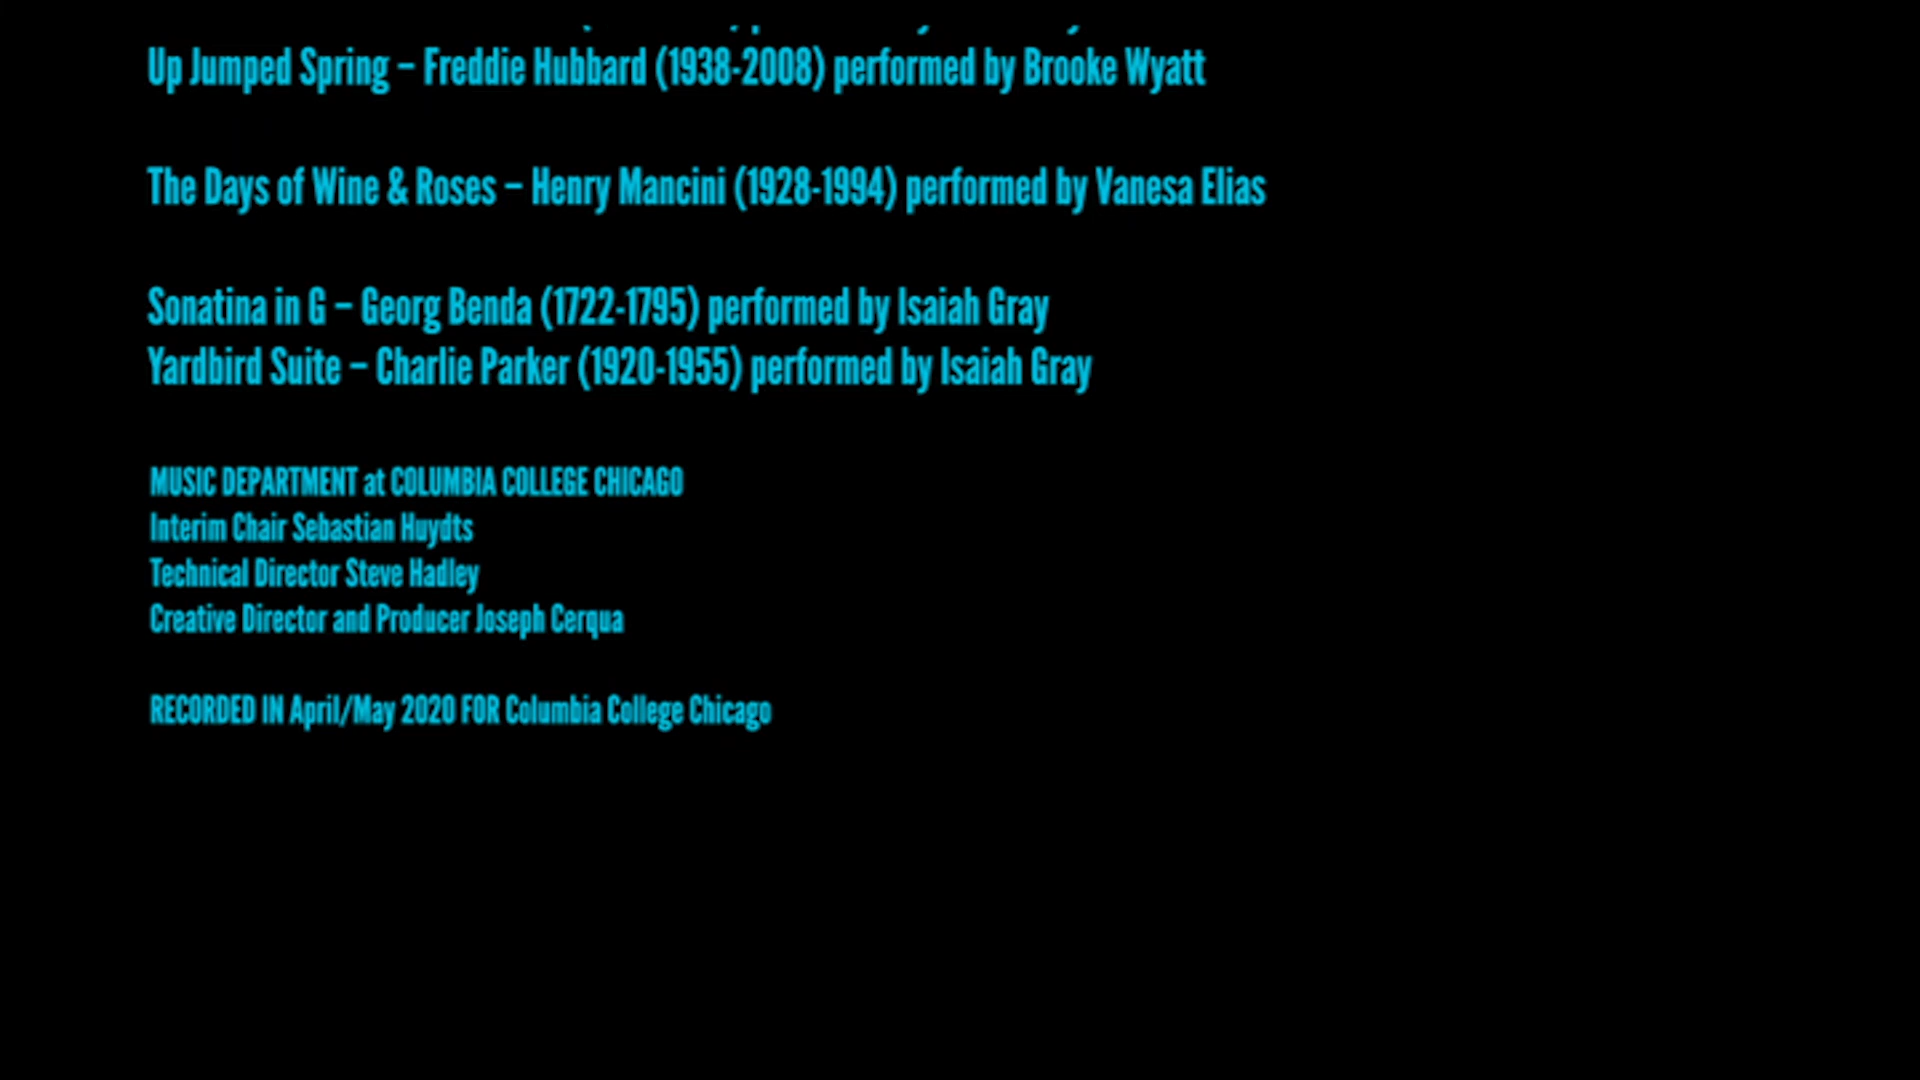 Up Jumped Spring – Freddie Hubbard (1938-2008) performed by Brooke Wyatt
The Days of Wine & Roses – Henry Mancini (1928-1994) performed by Vanesa Elias
Sonatina in G – Georg Benda (1722-1795) performed by Isaiah Gray
Yardbird Suite – Charlie Parker (1920-1955) performed by Isaiah Gray
MUSIC DEPARTMENT at COLUMBIA COLLEGE CHICAGO
Interim Chair Sebastian Huydts
Technical Director Steve Hadley
Creative Director and Producer Joseph Cerqua
RECORDED IN April/May 2020 FOR Columbia College Chicago